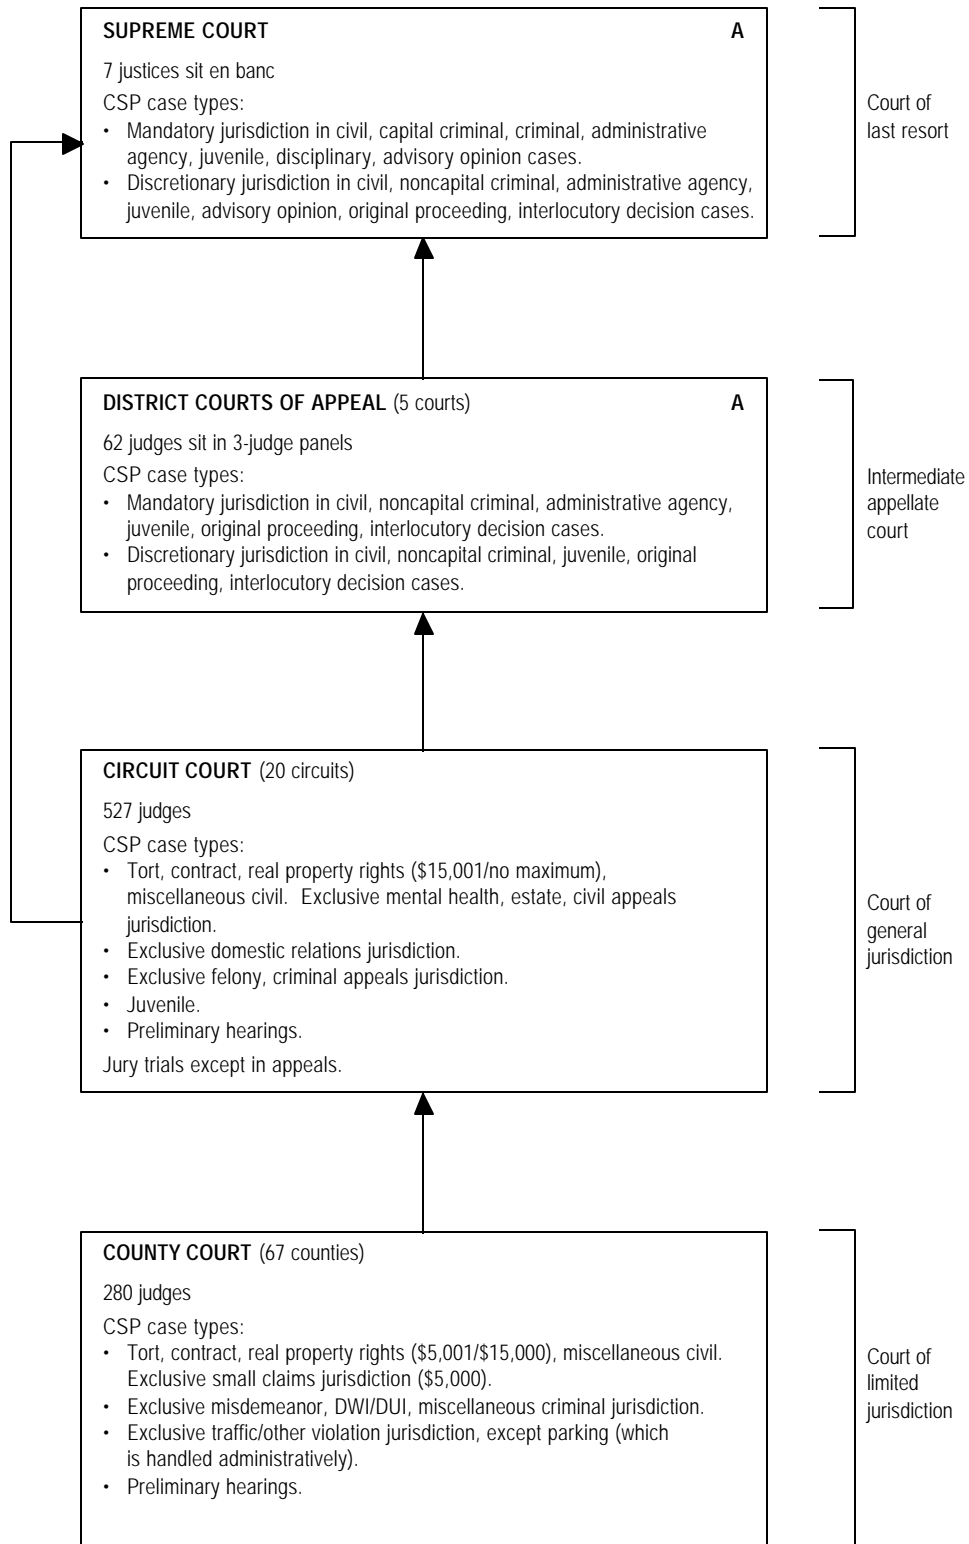 SUPREME COURT A
7 justices sit en banc
CSP case types:
• Mandatory jurisdiction in civil, capital criminal, criminal, administrative
agency, juvenile, disciplinary, advisory opinion cases.
• Discretionary jurisdiction in civil, noncapital criminal, administrative agency,
juvenile, advisory opinion, original proceeding, interlocutory decision cases.
Court of
last resort
DISTRICT COURTS OF APPEAL (5 courts) A
62 judges sit in 3-judge panels
CSP case types:
• Mandatory jurisdiction in civil, noncapital criminal, administrative agency,
juvenile, original proceeding, interlocutory decision cases.
• Discretionary jurisdiction in civil, noncapital criminal, juvenile, original
proceeding, interlocutory decision cases.
Intermediate
appellate
court
CIRCUIT COURT (20 circuits)
527 judges
CSP case types:
• Tort, contract, real property rights ($15,001/no maximum),
miscellaneous civil. Exclusive mental health, estate, civil appeals
jurisdiction.
• Exclusive domestic relations jurisdiction.
• Exclusive felony, criminal appeals jurisdiction.
• Juvenile.
• Preliminary hearings.
Jury trials except in appeals.
Court of
general
jurisdiction
COUNTY COURT (67 counties)
280 judges
CSP case types:
• Tort, contract, real property rights ($5,001/$15,000), miscellaneous civil.
Exclusive small claims jurisdiction ($5,000).
• Exclusive misdemeanor, DWI/DUI, miscellaneous criminal jurisdiction.
• Exclusive traffic/other violation jurisdiction, except parking (which
is handled administratively).
• Preliminary hearings.
Court of
limited
jurisdiction